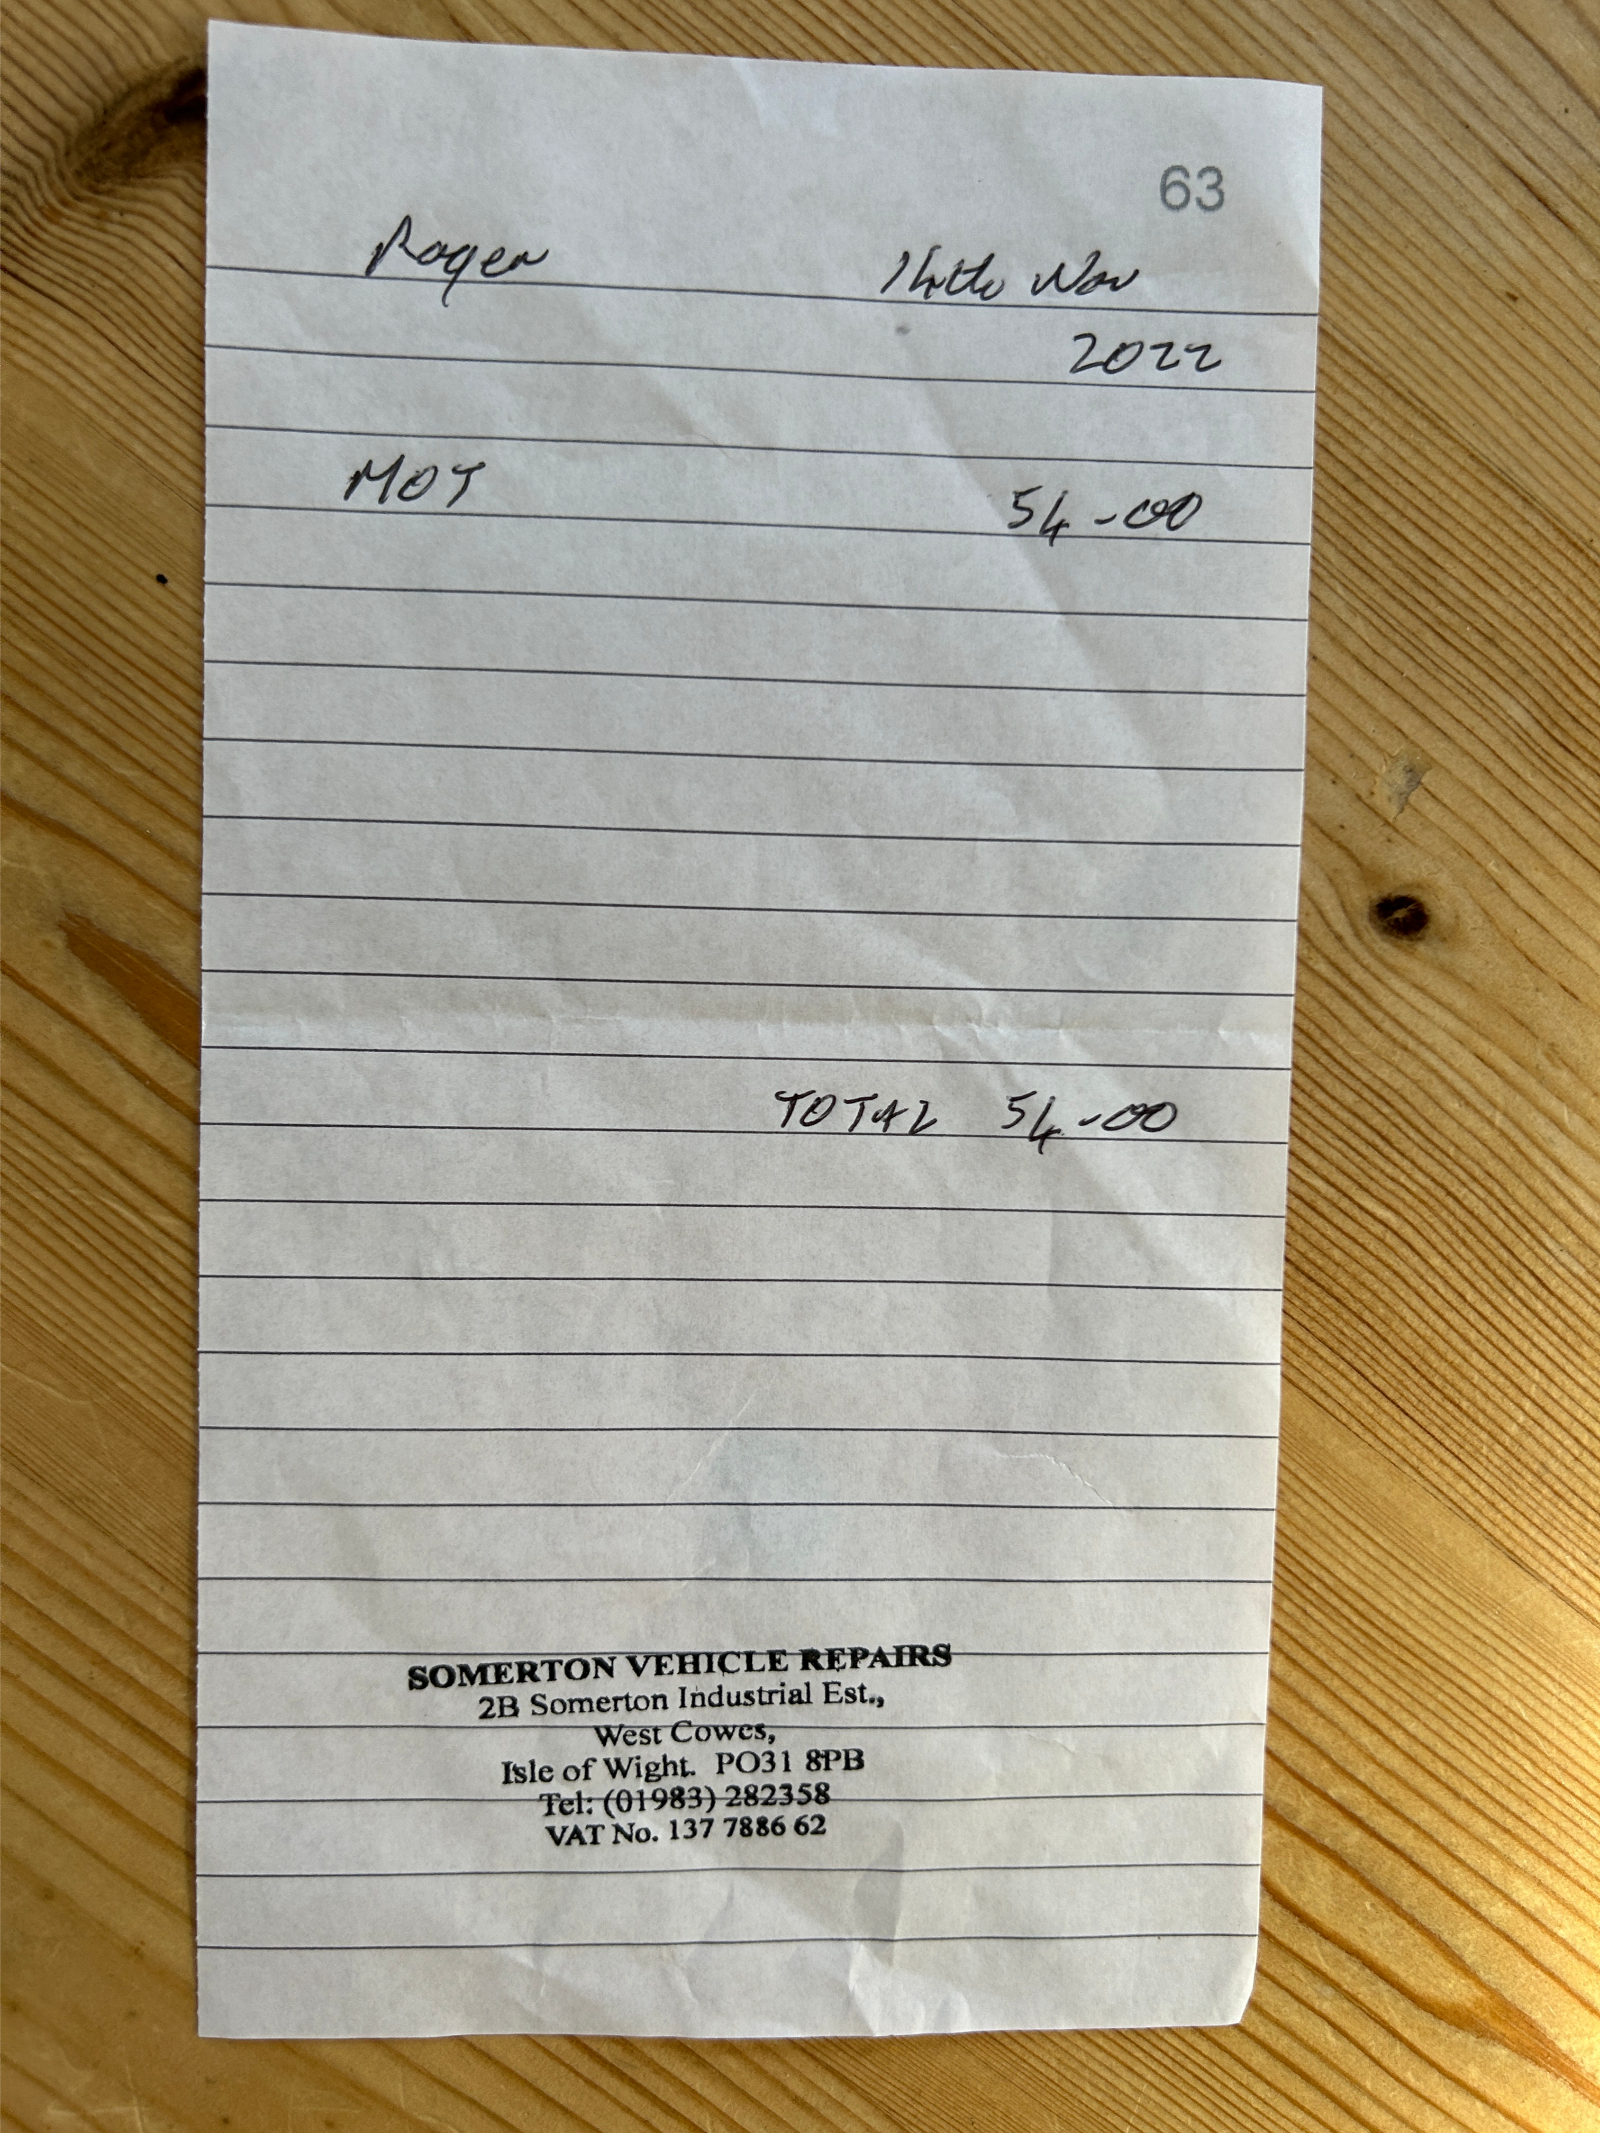 63
Roger 14th Nov
2022
MOT 54-00
TOTAL 54-00
SOMERTON VEHICLE REPAIRS
2B Somerton Industrial Est.,
West Cowes,
Isle of Wight. PO31 8PB
Tel: (01983) 282358
VAT No. 137 7886 62